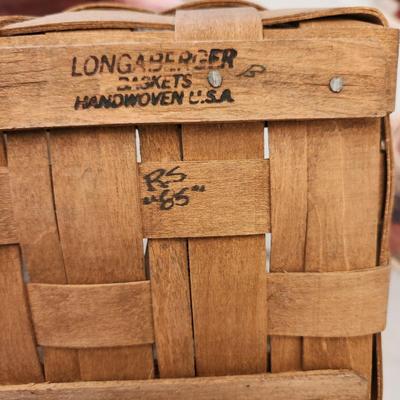 LONGABERGER
BASKETS
HANDWOVEN U.S.A.
RS
"85"